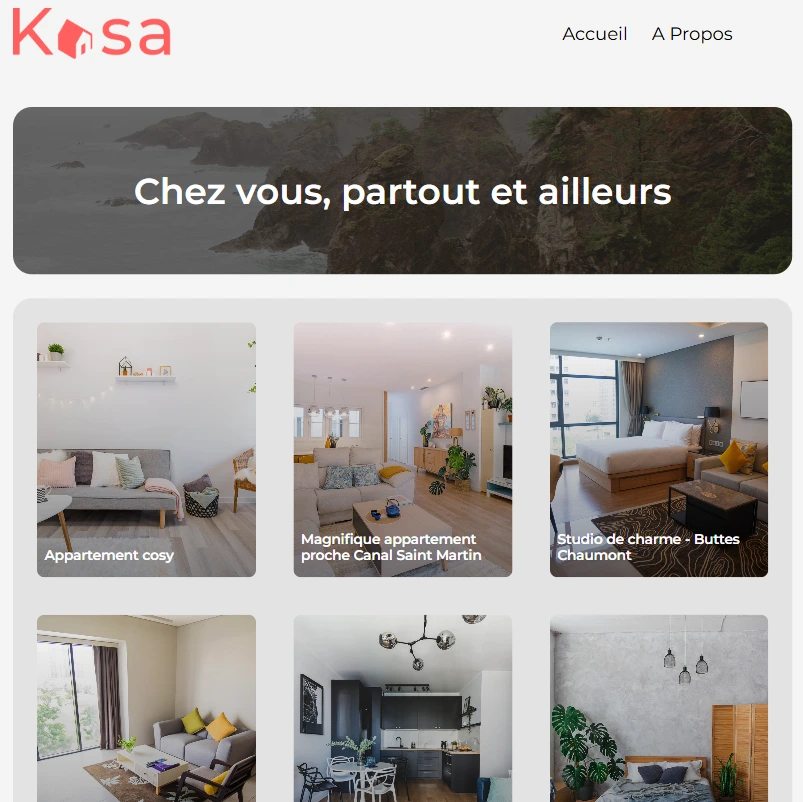 Kasa
Accueil
A Propos
Chez vous, partout et ailleurs
Appartement cosy
Magnifique appartement
proche Canal Saint Martin
Studio de charme - Buttes
Chaumont